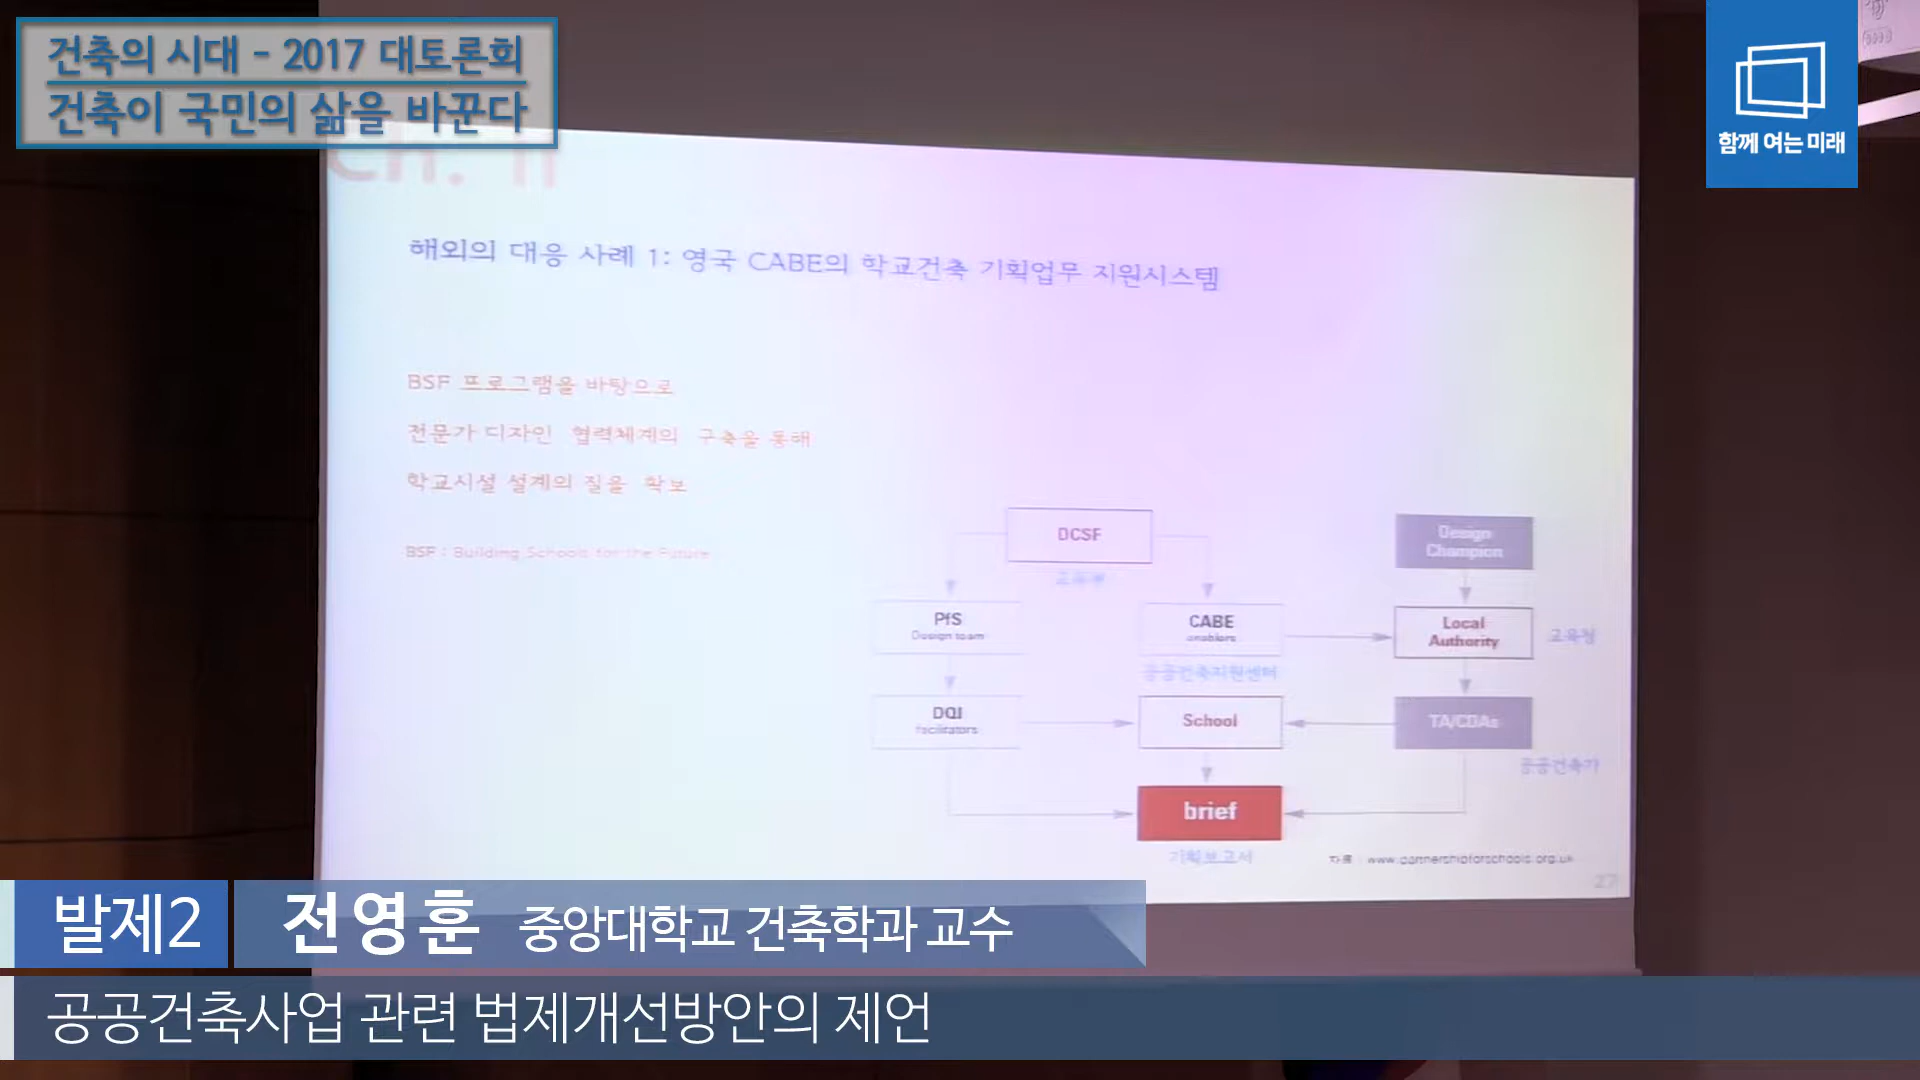 건축의 시대 - 2017 대토론회
건축이 국민의 삶을 바꾼다
함께 여는 미래
해외의 대응 사례 1: 영국 CABE의 학교건축 기획업무 지원시스템
BSF 프로그램을 바탕으로
전문가 디자인 협력체계의 구축을 통해
학교시설 설계의 질을 확보
BSF : Building Schools for the Future
DCSF
교육부
Design
Champion
PfS
Design team
CABE
enablers
Local
Authority
교육청
공공건축지원센터
DQI
facilitators
School
TA/CDAs
공공건축가
brief
기획보고서
자료 : www.partnershipforschools.org.uk
27
발제2
전영훈 중앙대학교 건축학과 교수
공공건축사업 관련 법제개선방안의 제언